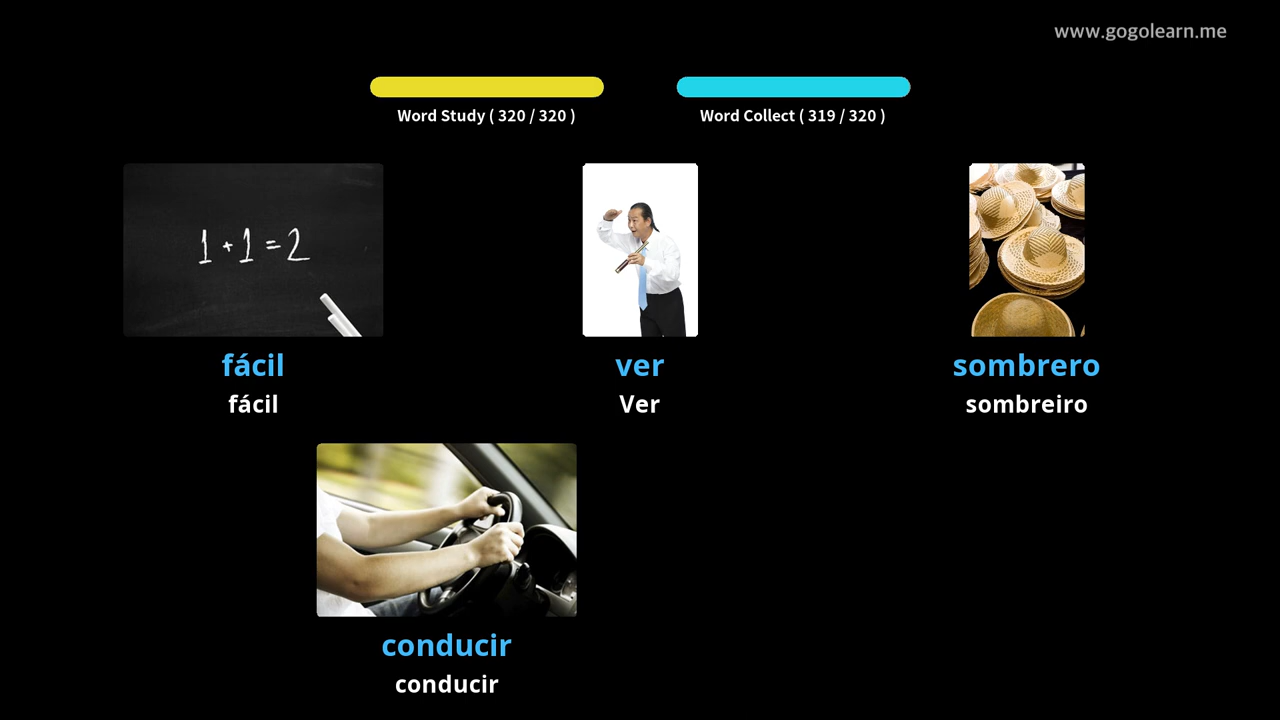 www.gogolearn.me
Word Study ( 320 / 320 )
Word Collect ( 319 / 320 )
1 + 1 = 2
fácil
fácil
ver
Ver
sombrero
sombreiro
conducir
conducir